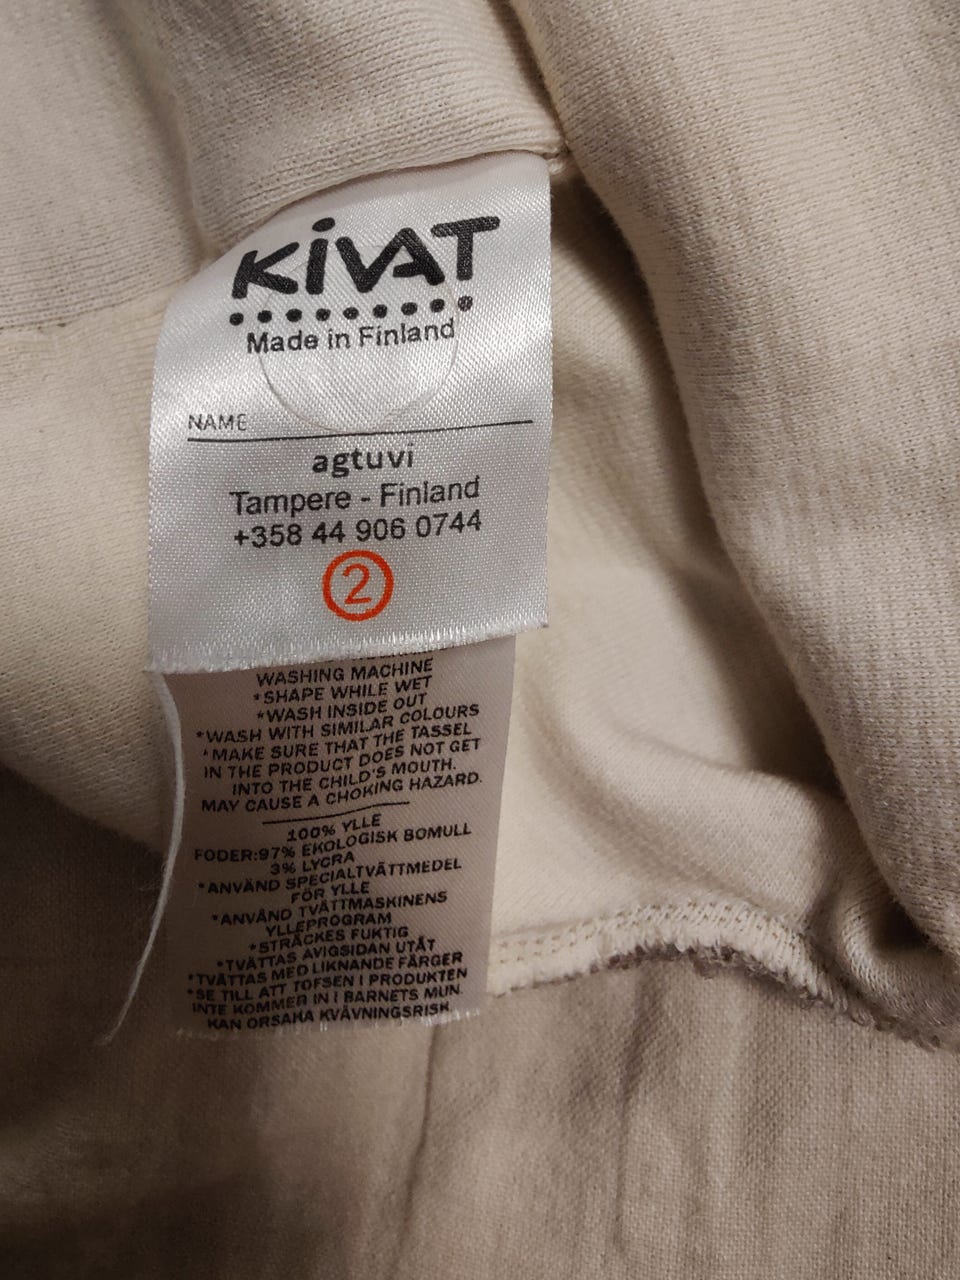 KiVAT
Made in Finland
NAME
agtuvi
Tampere - Finland
+358 44 906 0744
2
WASHING MACHINE
*SHAPE WHILE WET
*WASH INSIDE OUT
*WASH WITH SIMILAR COLOURS
*MAKE SURE THAT THE TASSEL
IN THE PRODUCT DOES NOT GET
INTO THE CHILD'S MOUTH.
MAY CAUSE A CHOKING HAZARD.
100% YLLE
FODER:97% EKOLOGISK BOMULL
3% LYCRA
*ANVÄND SPECIALTVÄTTMEDEL
FÖR YLLE
*ANVÄND TVÄTTMASKINENS
YLLEPROGRAM
*STRÄCKES FUKTIG
*TVÄTTAS AVIGSIDAN UTÅT
*TVÄTTAS MED LIKNANDE FÄRGER
*SE TILL ATT TOFSEN I PRODUKTEN
INTE KOMMER IN I BARNETS MUN.
KAN ORSAKA KVÄVNINGSRISK.